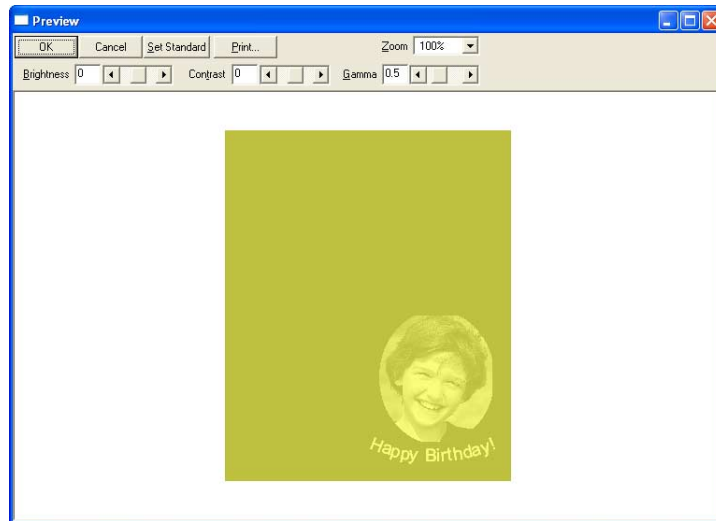 Preview
OK Cancel Set Standard Print... Zoom 100%
Brightness 0 Contrast 0 Gamma 0.5
Happy Birthday!